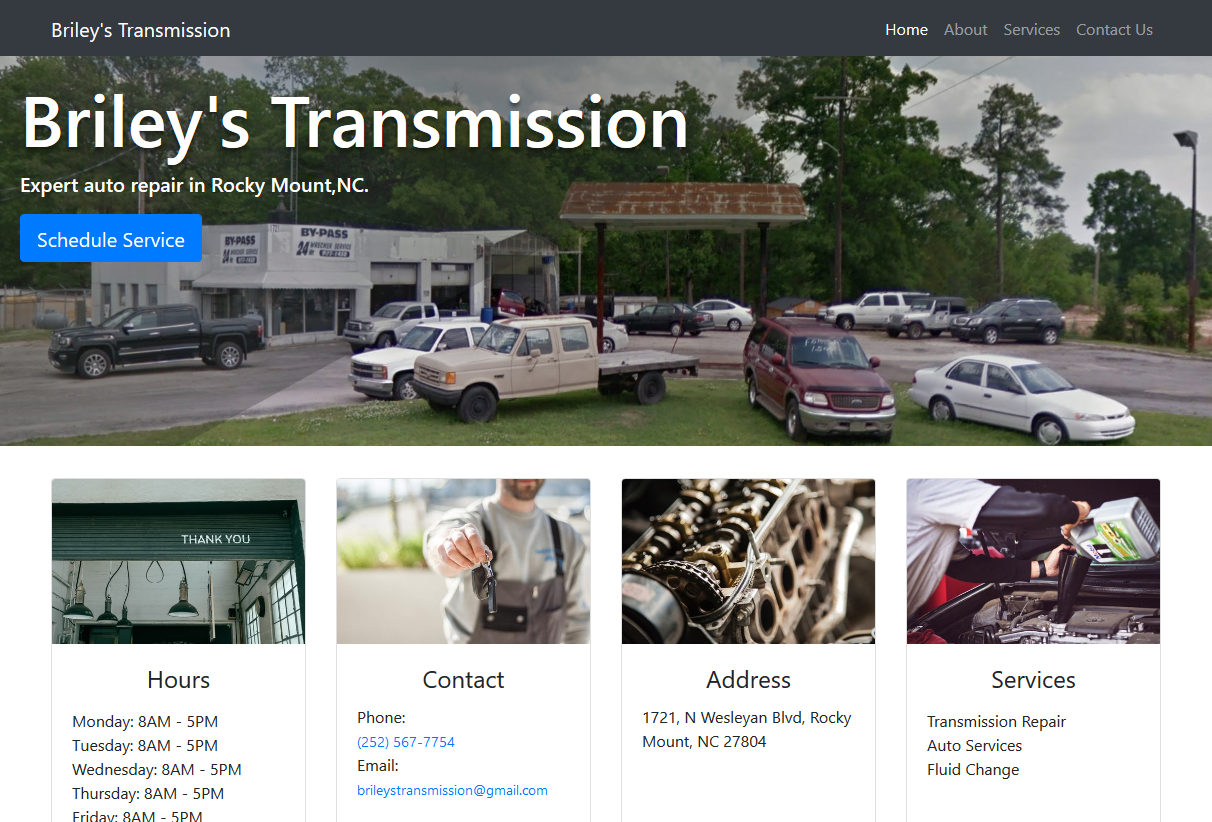 Briley's Transmission
Home About Services Contact Us
Briley's Transmission
Expert auto repair in Rocky Mount,NC.
Schedule Service
BY-PASS
BY-PASS
24 WRECKER SERVICE
THANK YOU
Hours
Monday: 8AM - 5PM
Tuesday: 8AM - 5PM
Wednesday: 8AM - 5PM
Thursday: 8AM - 5PM
Friday: 8AM - 5PM
Contact
Phone:
(252) 567-7754
Email:
brileystransmission@gmail.com
Address
1721, N Wesleyan Blvd, Rocky
Mount, NC 27804
Services
Transmission Repair
Auto Services
Fluid Change